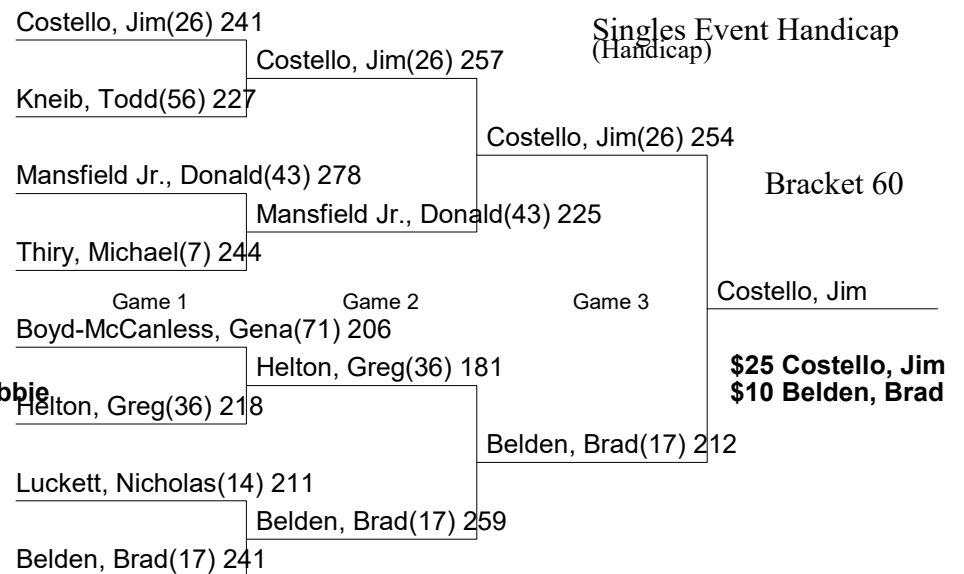 Costello, Jim(26) 241
Singles Event Handicap
(Handicap)
Costello, Jim(26) 257
Kneib, Todd(56) 227
Costello, Jim(26) 254
Mansfield Jr., Donald(43) 278
Bracket 60
Mansfield Jr., Donald(43) 225
Thiry, Michael(7) 244
Game 1
Game 2
Game 3
Costello, Jim
Boyd-McCanless, Gena(71) 206
Helton, Greg(36) 181
$25 Costello, Jim
$10 Belden, Brad
Helton, Greg(36) 218
Belden, Brad(17) 212
Luckett, Nicholas(14) 211
Belden, Brad(17) 259
Belden, Brad(17) 241